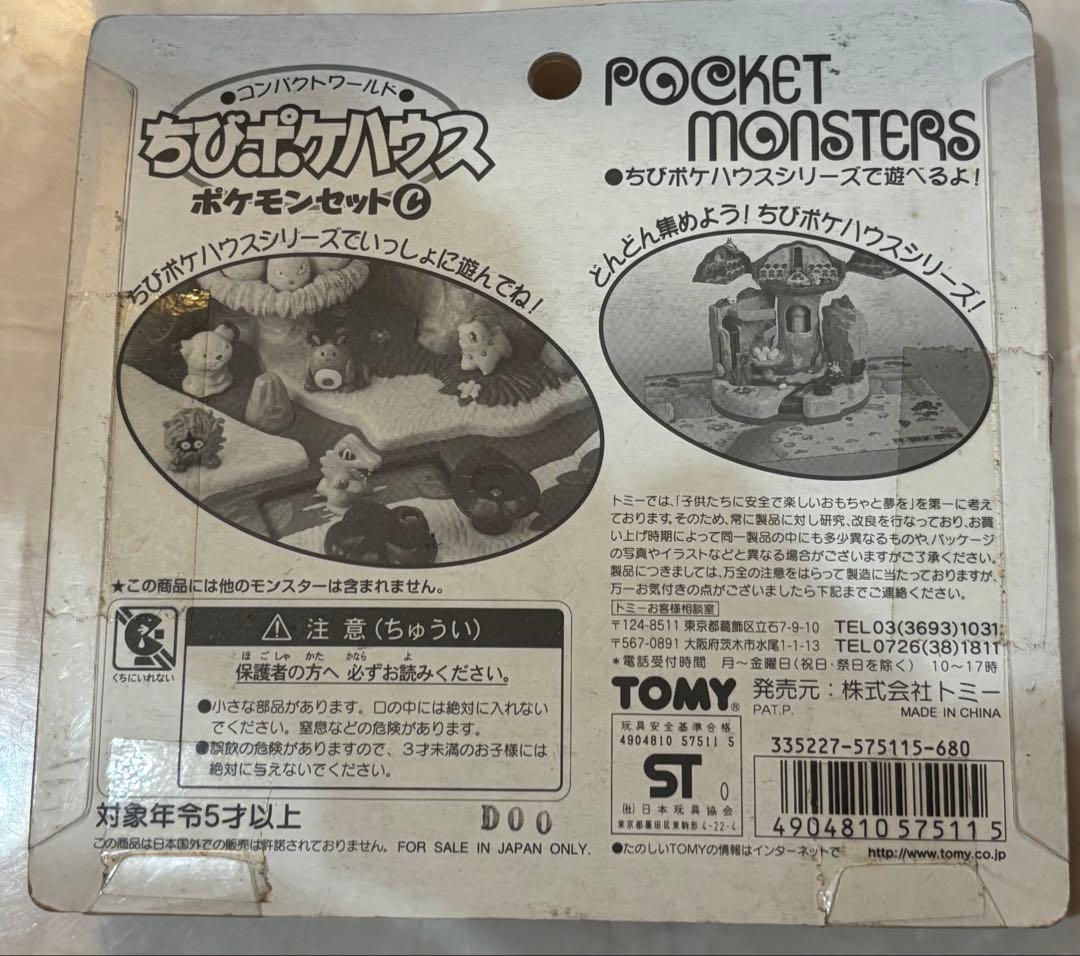 ●コンパクトワールド●
ちびポケハウス
ポケモンセットC
ちびポケハウスシリーズでいっしょに遊んでね!
POCKET
MONSTERS
●ちびポケハウスシリーズで遊べるよ!
どんどん集めよう!ちびポケハウスシリーズ!
★この商品には他のモンスターは含まれません。
くちにいれない
⚠ 注意(ちゅうい)
ほごしゃ かた かなら よ
保護者の方へ 必ずお読みください。
●小さな部品があります。口の中には絶対に入れない
でください。窒息などの危険があります。
●誤飲の危険がありますので、3才未満のお子様には
絶対に与えないでください。
対象年令5才以上
D00
この商品は日本国外での販売は許諾されておりません。 FOR SALE IN JAPAN ONLY.
トミーでは、「子供たちに安全で楽しいおもちゃと夢を」を第一に考え
ております。そのため、常に製品に対し研究、改良を行なっており、お買
い上げ時期によって同一製品の中にも多少異なるものや、パッケージ
の写真やイラストなどと異なる場合がございますがご了承ください。
製品につきましては、万全の注意をはらって製造に当たっておりますが、
万一お気付きの点がございましたら下記までご連絡ください。
トミーお客様相談室
〒124-8511 東京都葛飾区立石7-9-10 TEL03(3693)1031
〒567-0891 大阪府茨木市水尾1-1-13 TEL0726(38)1811
*電話受付時間 月〜金曜日(祝日・祭日を除く) 10〜17時
TOMY® 発売元:株式会社トミー
PAT.P. MADE IN CHINA
玩具安全基準合格
4904810 57511 5
ST 0
(社)日本玩具協会
東京都墨田区東駒形 4-22-4
335227-575115-680
4904810 57511 5
●たのしいTOMYの情報はインターネットで http://www.tomy.co.jp